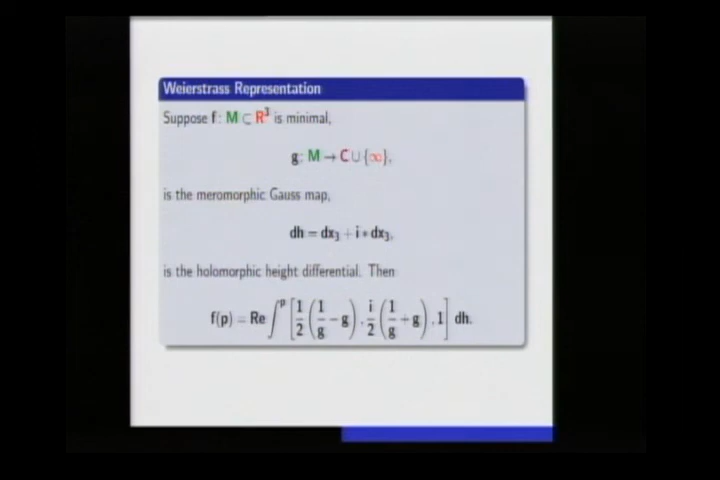 Weierstrass Representation
Suppose f: M ⊂ R³ is minimal,
g: M → C ∪ {∞},
is the meromorphic Gauss map,
dh = dx₃ + i * dx₃,
is the holomorphic height differential. Then
f(p) = Re ∫^p [ 1/2 ( 1/g − g ), i/2 ( 1/g + g ), 1 ] dh.